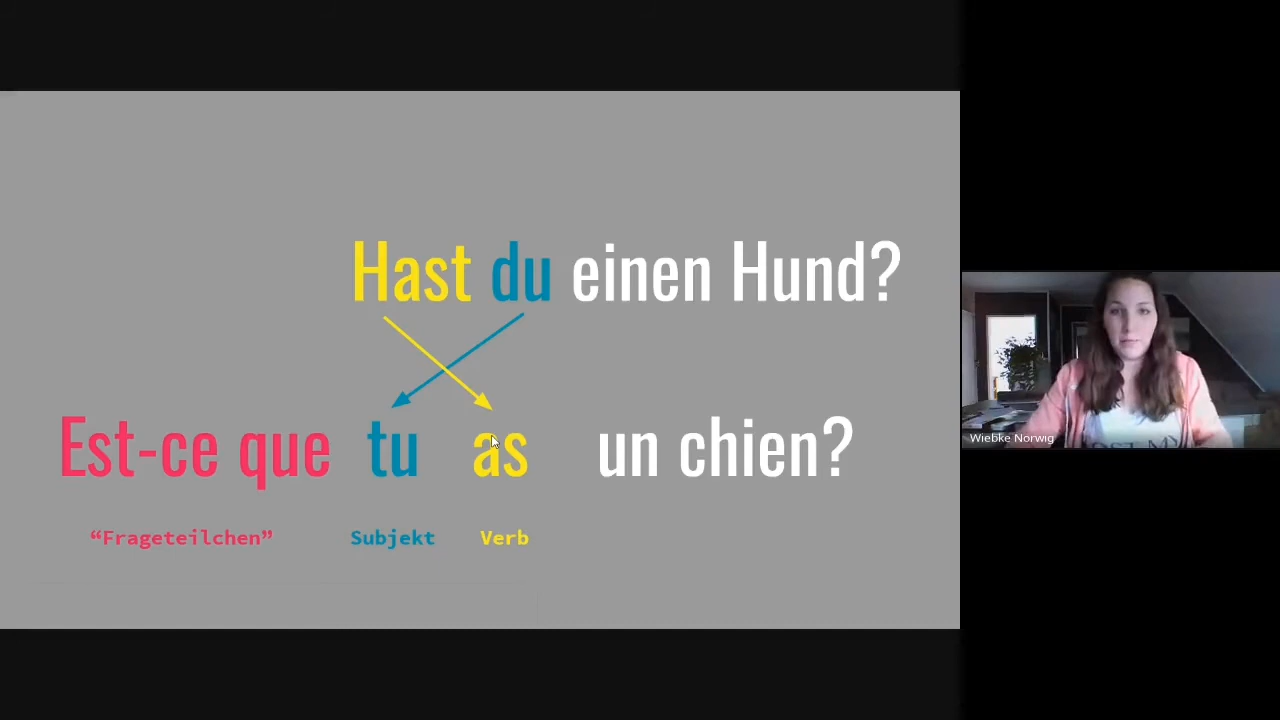 Hast du einen Hund?
Est-ce que tu as un chien?
“Frageteilchen” Subjekt Verb
Wiebke Norwig